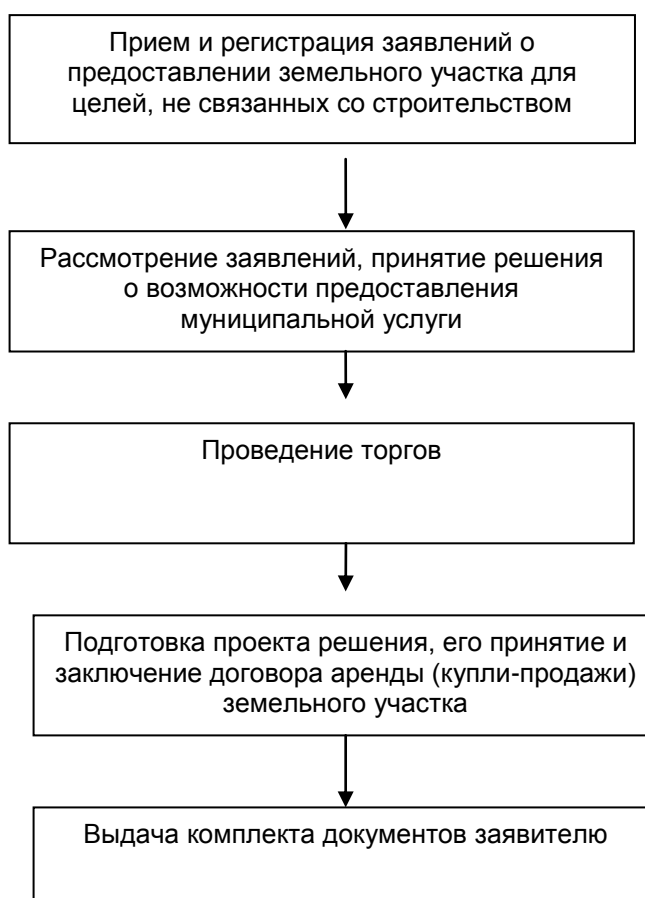 Прием и регистрация заявлений о
предоставлении земельного участка для
целей, не связанных со строительством
Рассмотрение заявлений, принятие решения
о возможности предоставления
муниципальной услуги
Проведение торгов
Подготовка проекта решения, его принятие и
заключение договора аренды (купли-продажи)
земельного участка
Выдача комплекта документов заявителю